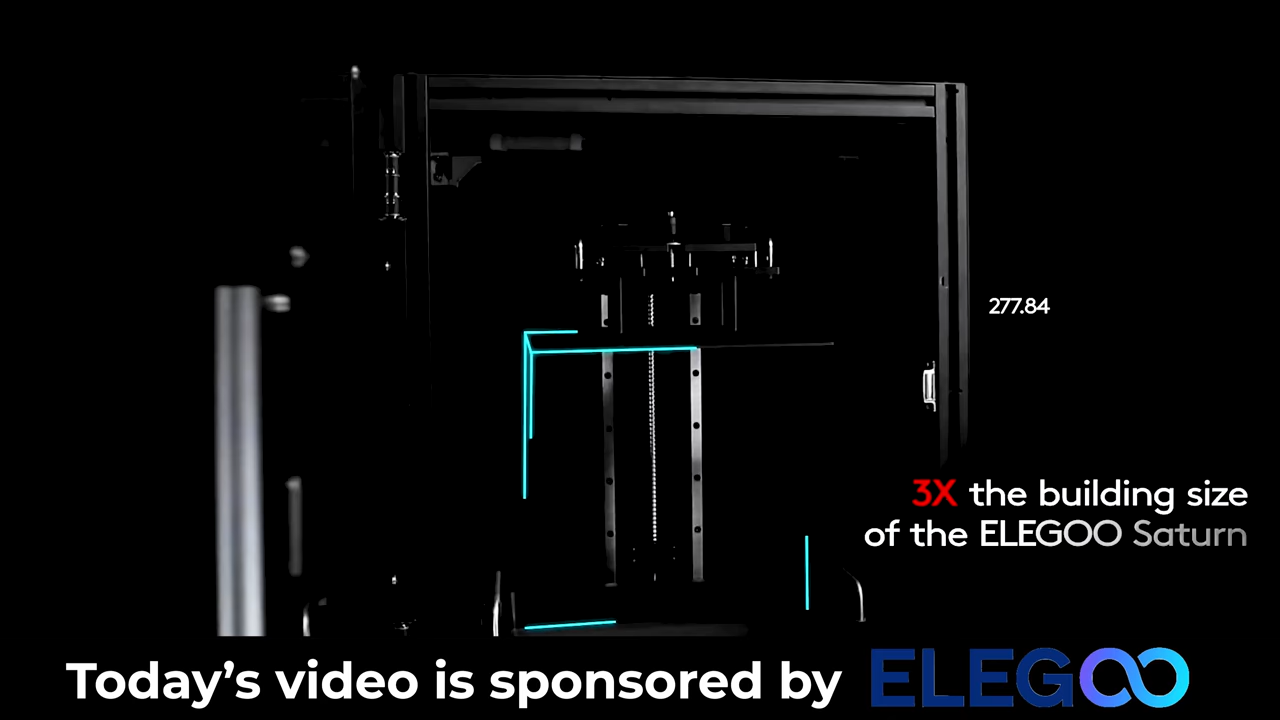 277.84
3X the building size
of the ELEGOO Saturn
Today's video is sponsored by ELEGOO